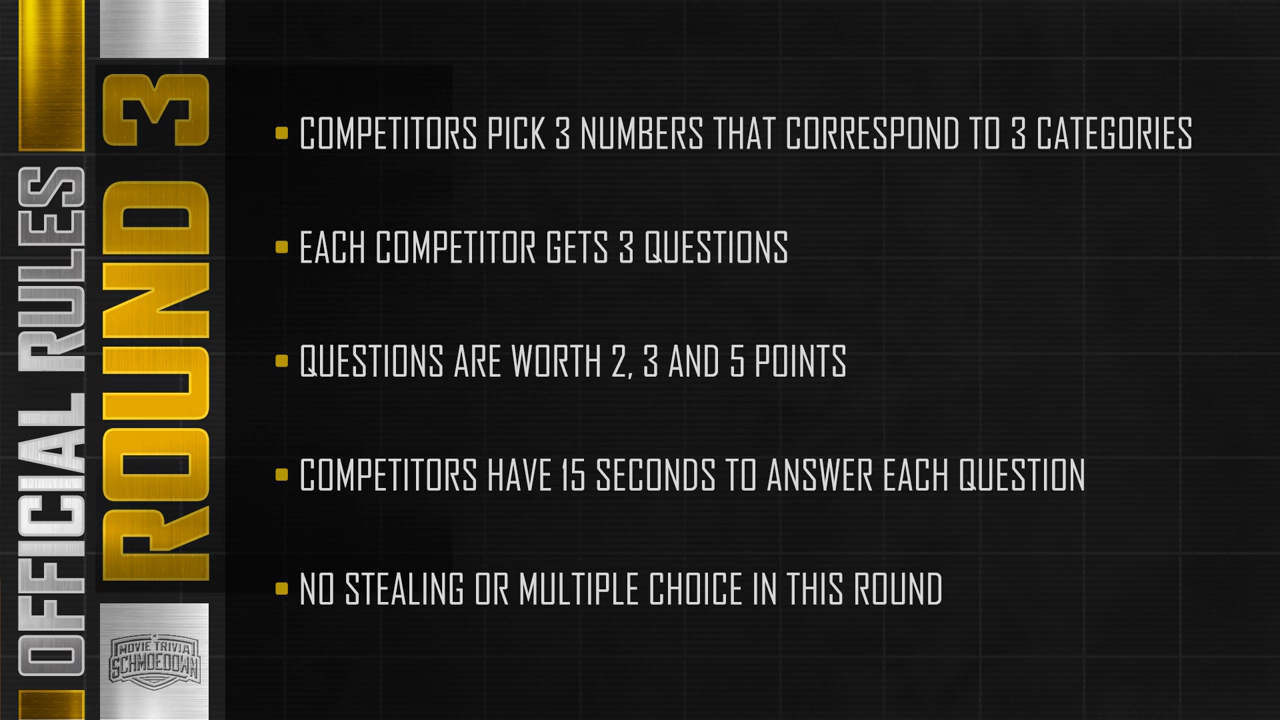 OFFICIAL RULES
ROUND 3
COMPETITORS PICK 3 NUMBERS THAT CORRESPOND TO 3 CATEGORIES
EACH COMPETITOR GETS 3 QUESTIONS
QUESTIONS ARE WORTH 2, 3 AND 5 POINTS
COMPETITORS HAVE 15 SECONDS TO ANSWER EACH QUESTION
NO STEALING OR MULTIPLE CHOICE IN THIS ROUND
MOVIE TRIVIA
SCHMOEDOWN